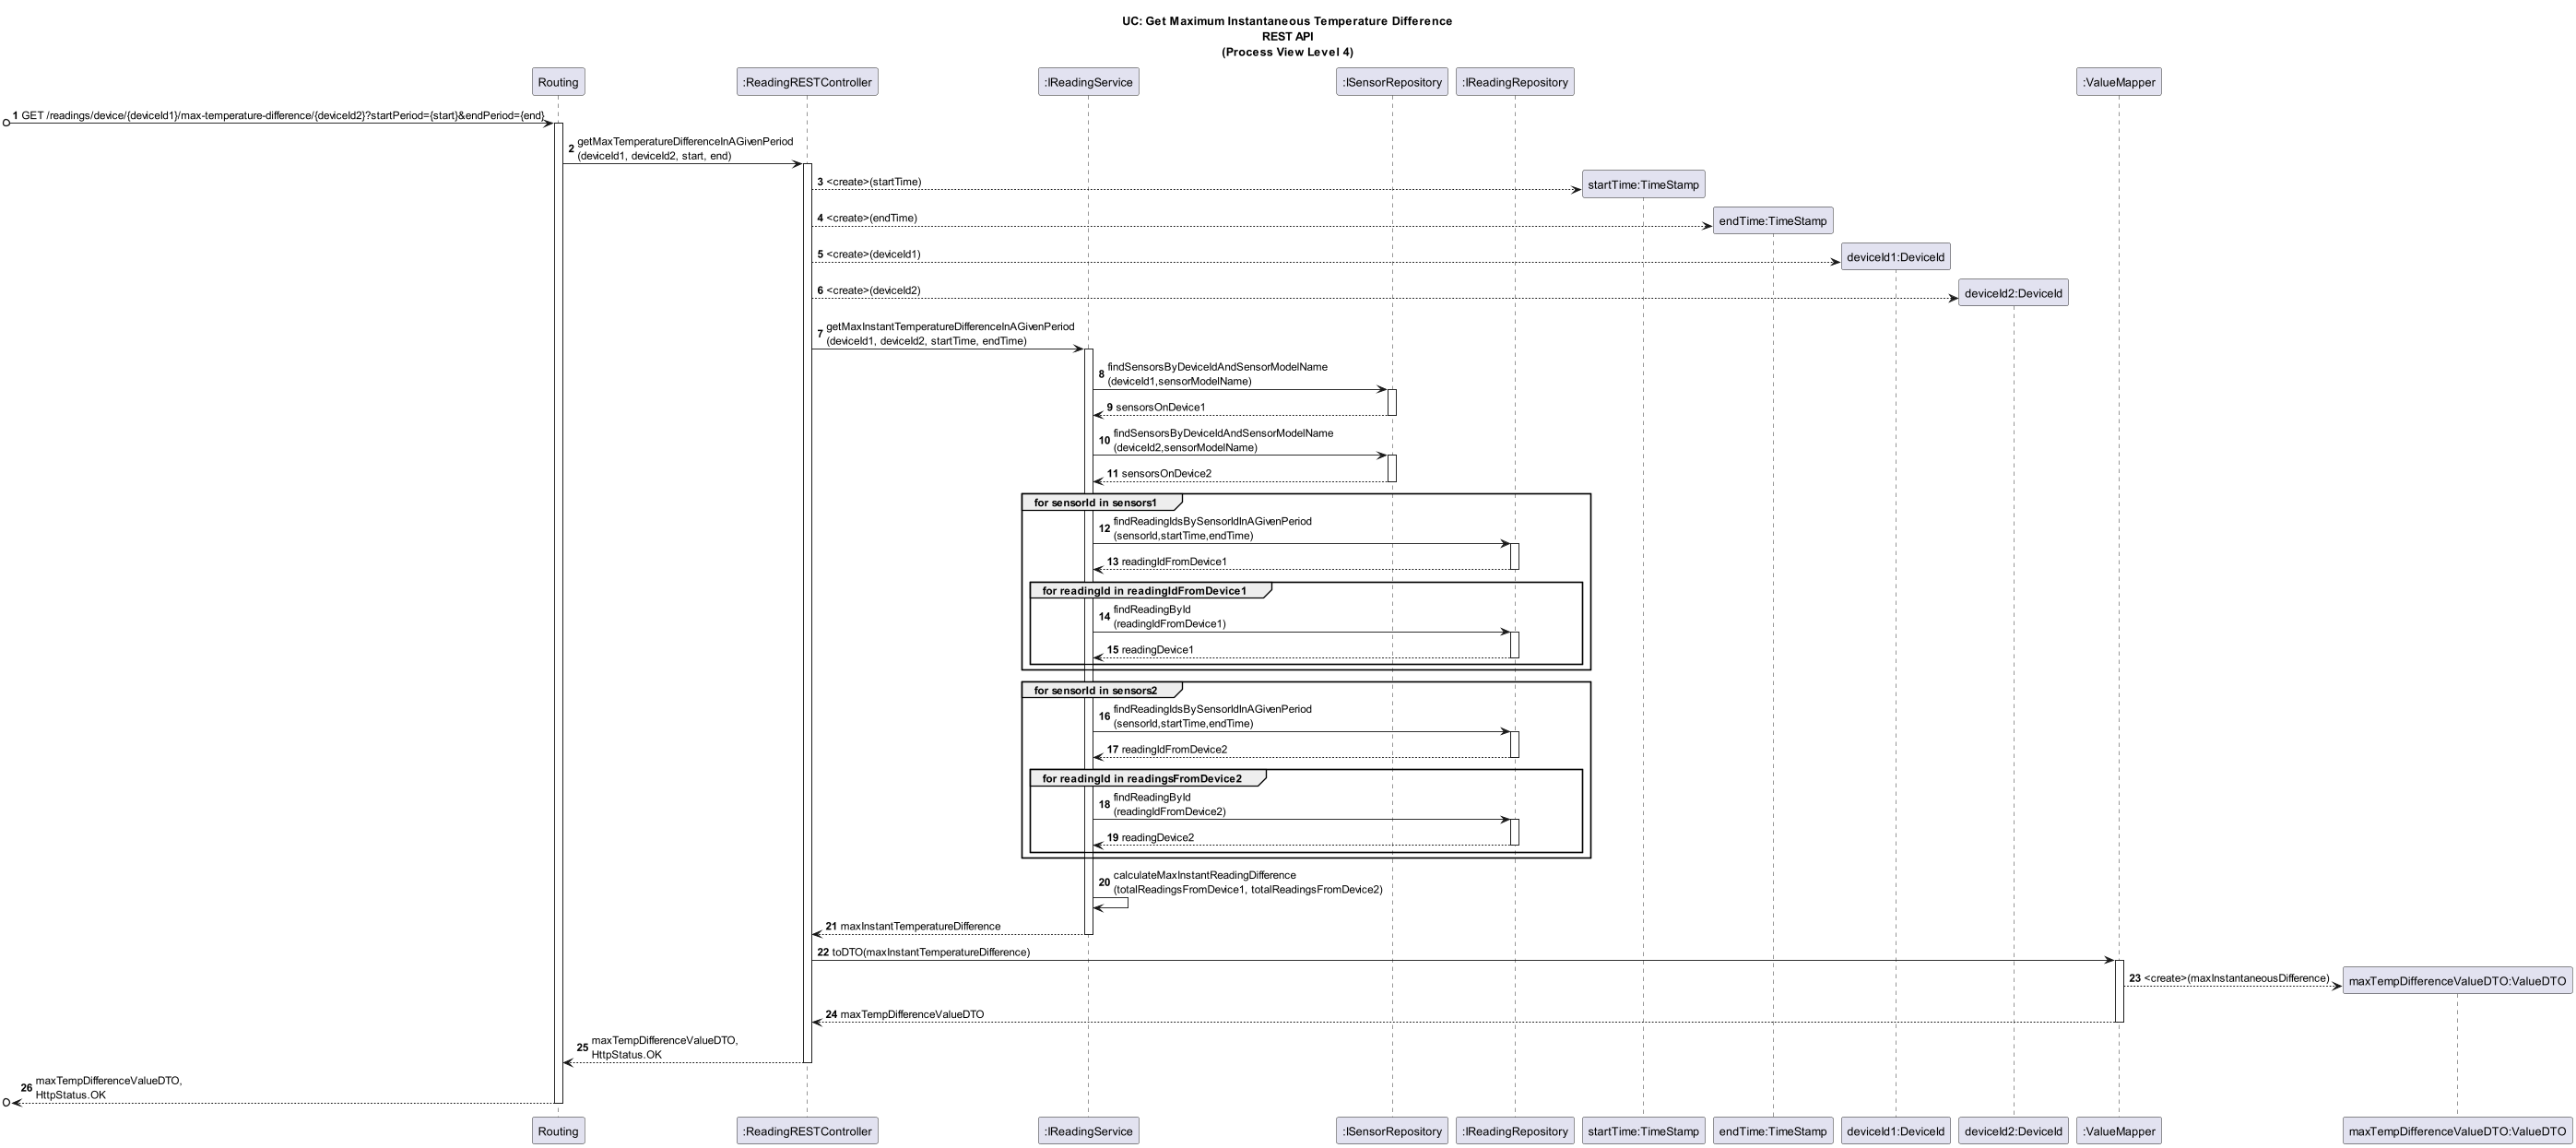 UC: Get Maximum Instantaneous Temperature Difference
REST API
(Process View Level 4)
Routing
:ReadingRESTController
:IReadingService
:ISensorRepository
:IReadingRepository
:ValueMapper
1 GET /readings/device/{deviceId1}/max-temperature-difference/{deviceId2}?startPeriod={start}&endPeriod={end}
2 getMaxTemperatureDifferenceInAGivenPeriod
(deviceId1, deviceId2, start, end)
3 <create>(startTime)
startTime:TimeStamp
4 <create>(endTime)
endTime:TimeStamp
5 <create>(deviceId1)
deviceId1:DeviceId
6 <create>(deviceId2)
deviceId2:DeviceId
7 getMaxInstantTemperatureDifferenceInAGivenPeriod
(deviceId1, deviceId2, startTime, endTime)
8 findSensorsByDeviceIdAndSensorModelName
(deviceId1,sensorModelName)
9 sensorsOnDevice1
10 findSensorsByDeviceIdAndSensorModelName
(deviceId2,sensorModelName)
11 sensorsOnDevice2
for sensorId in sensors1
12 findReadingIdsBySensorIdInAGivenPeriod
(sensorId,startTime,endTime)
13 readingIdFromDevice1
for readingId in readingIdFromDevice1
14 findReadingById
(readingIdFromDevice1)
15 readingDevice1
for sensorId in sensors2
16 findReadingIdsBySensorIdInAGivenPeriod
(sensorId,startTime,endTime)
17 readingIdFromDevice2
for readingId in readingsFromDevice2
18 findReadingById
(readingIdFromDevice2)
19 readingDevice2
20 calculateMaxInstantReadingDifference
(totalReadingsFromDevice1, totalReadingsFromDevice2)
21 maxInstantTemperatureDifference
22 toDTO(maxInstantTemperatureDifference)
23 <create>(maxInstantaneousDifference)
maxTempDifferenceValueDTO:ValueDTO
24 maxTempDifferenceValueDTO
25 maxTempDifferenceValueDTO,
HttpStatus.OK
26 maxTempDifferenceValueDTO,
HttpStatus.OK
Routing
:ReadingRESTController
:IReadingService
:ISensorRepository
:IReadingRepository
startTime:TimeStamp
endTime:TimeStamp
deviceId1:DeviceId
deviceId2:DeviceId
:ValueMapper
maxTempDifferenceValueDTO:ValueDTO